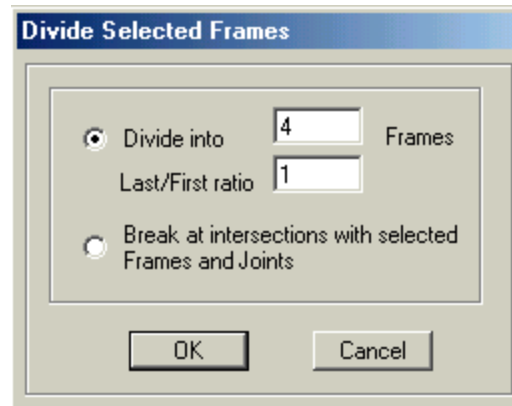 Divide Selected Frames
Divide into 4 Frames
Last/First ratio 1
Break at intersections with selected
Frames and Joints
OK Cancel